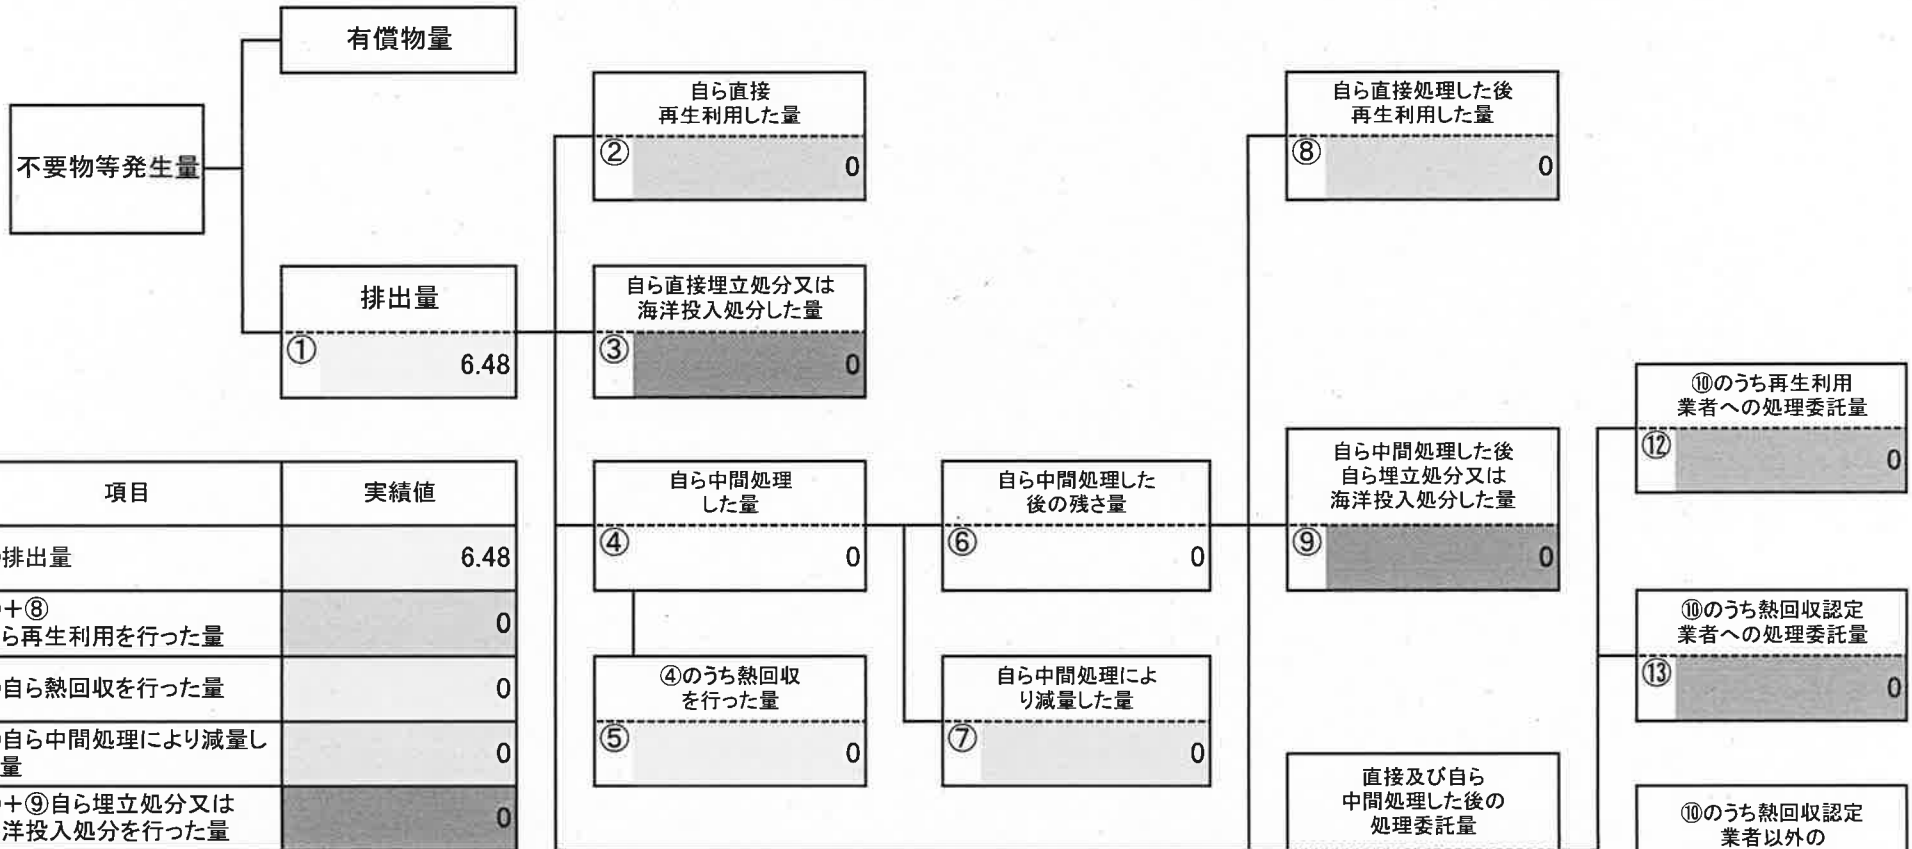 有償物量
不要物等発生量
排出量
①
6.48
自ら直接
再生利用した量
②
0
自ら直接埋立処分又は
海洋投入処分した量
③
0
自ら中間処理
した量
④
0
④のうち熱回収
を行った量
⑤
0
自ら中間処理した
後の残さ量
⑥
0
自ら中間処理によ
り減量した量
⑦
0
自ら直接処理した後
再生利用した量
⑧
0
自ら中間処理した後
自ら埋立処分又は
海洋投入処分した量
⑨
0
直接及び自ら
中間処理した後の
処理委託量
⑩のうち再生利用
業者への処理委託量
⑫
0
⑩のうち熱回収認定
業者への処理委託量
⑬
0
⑩のうち熱回収認定
業者以外の
項目
実績値
排出量
6.48
+⑧
ら再生利用を行った量
0
自ら熱回収を行った量
0
自ら中間処理により減量し
量
0
+⑨自ら埋立処分又は
洋投入処分を行った量
0